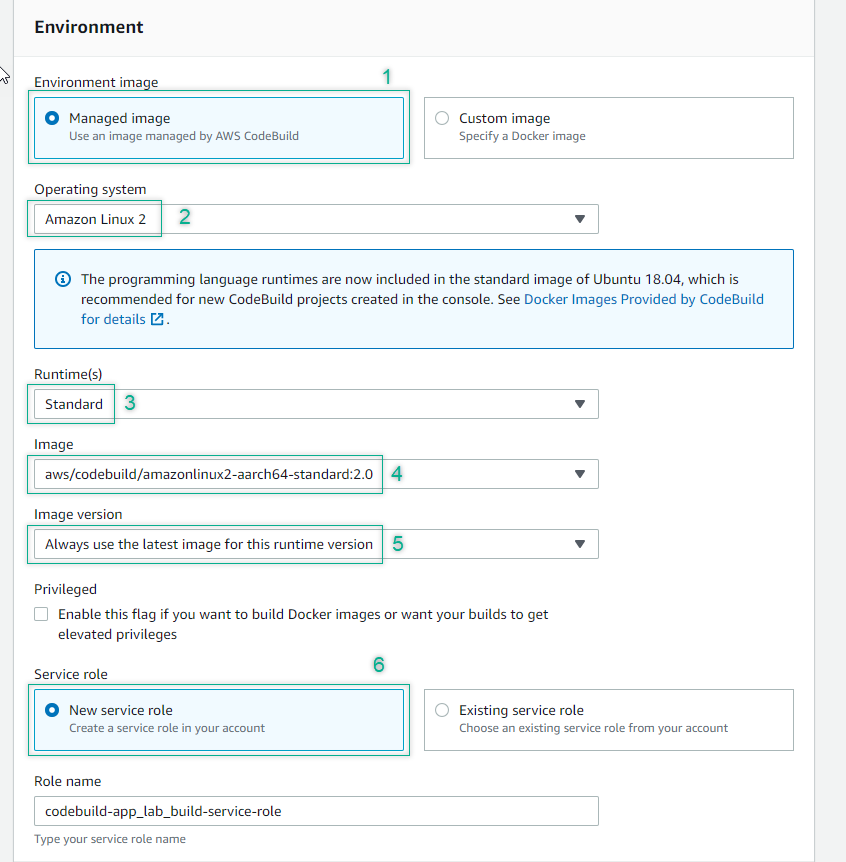 Environment
Environment image
1
Managed image
Use an image managed by AWS CodeBuild
Custom image
Specify a Docker image
Operating system
Amazon Linux 2
2
The programming language runtimes are now included in the standard image of Ubuntu 18.04, which is
recommended for new CodeBuild projects created in the console. See Docker Images Provided by CodeBuild
for details .
Runtime(s)
Standard
3
Image
aws/codebuild/amazonlinux2-aarch64-standard:2.0
4
Image version
Always use the latest image for this runtime version
5
Privileged
Enable this flag if you want to build Docker images or want your builds to get
elevated privileges
Service role
6
New service role
Create a service role in your account
Existing service role
Choose an existing service role from your account
Role name
codebuild-app_lab_build-service-role
Type your service role name